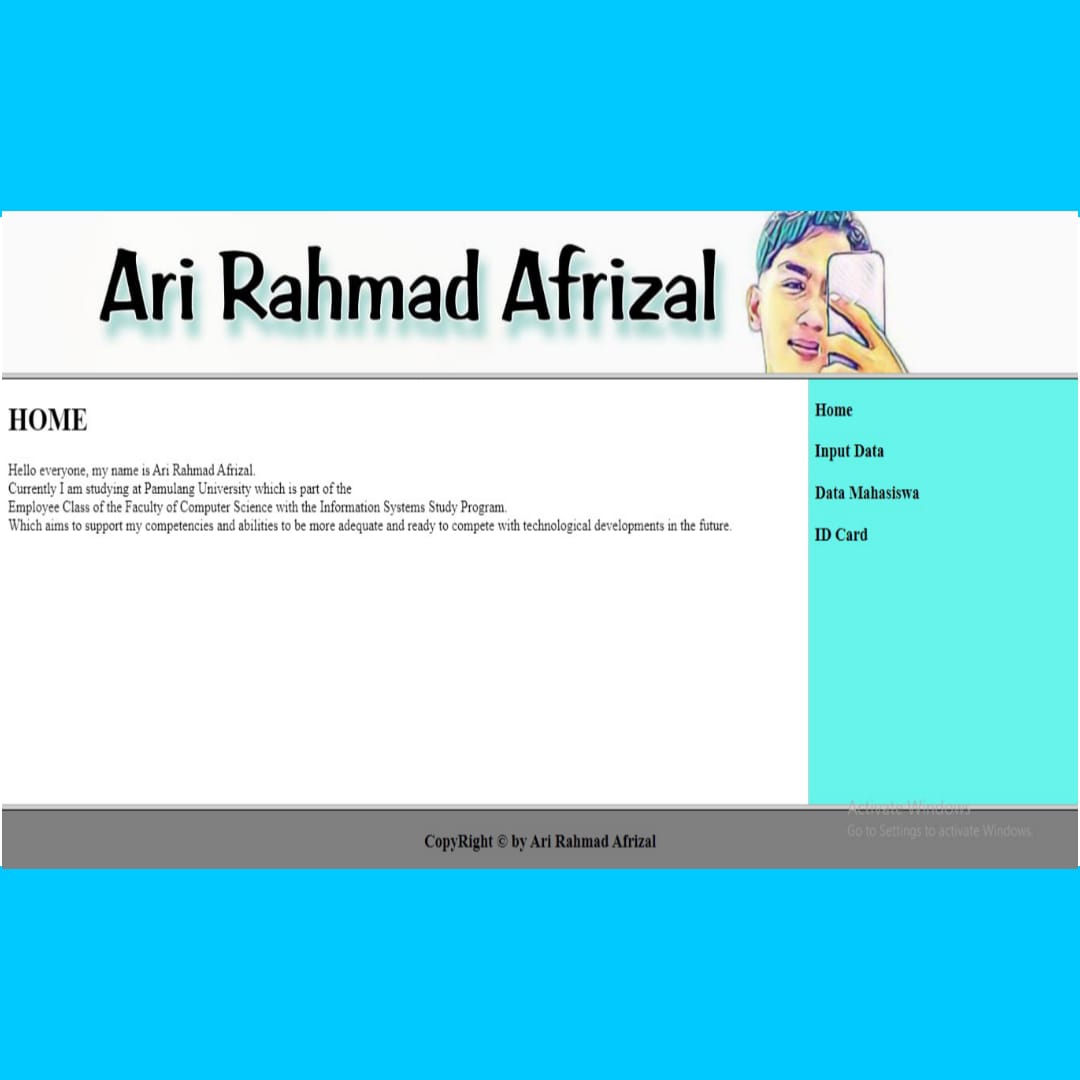 Ari Rahmad Afrizal
HOME
Hello everyone, my name is Ari Rahmad Afrizal.
Currently I am studying at Pamulang University which is part of the
Employee Class of the Faculty of Computer Science with the Information Systems Study Program.
Which aims to support my competencies and abilities to be more adequate and ready to compete with technological developments in the future.
Home
Input Data
Data Mahasiswa
ID Card
Activate Windows
Go to Settings to activate Windows.
CopyRight © by Ari Rahmad Afrizal